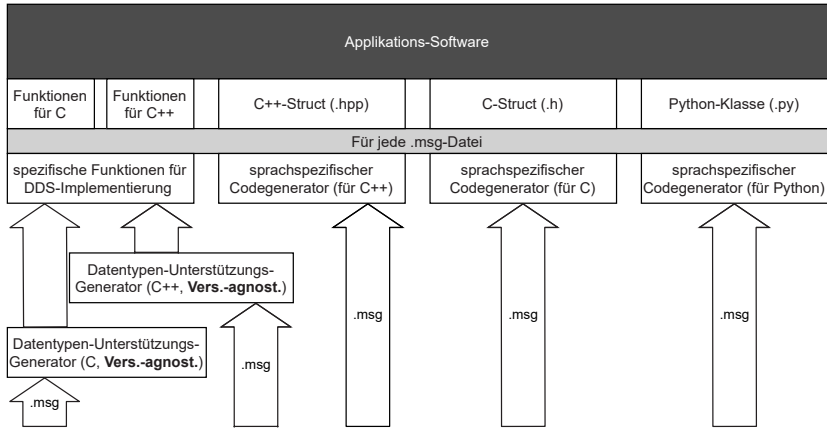 Applikations-Software
Funktionen
für C
Funktionen
für C++
C++-Struct (.hpp)
C-Struct (.h)
Python-Klasse (.py)
Für jede .msg-Datei
spezifische Funktionen für
DDS-Implementierung
sprachspezifischer
Codegenerator (für C++)
sprachspezifischer
Codegenerator (für C)
sprachspezifischer
Codegenerator (für Python)
Datentypen-Unterstützungs-
Generator (C++, Vers.-agnost.)
.msg
.msg
.msg
Datentypen-Unterstützungs-
Generator (C, Vers.-agnost.)
.msg
.msg